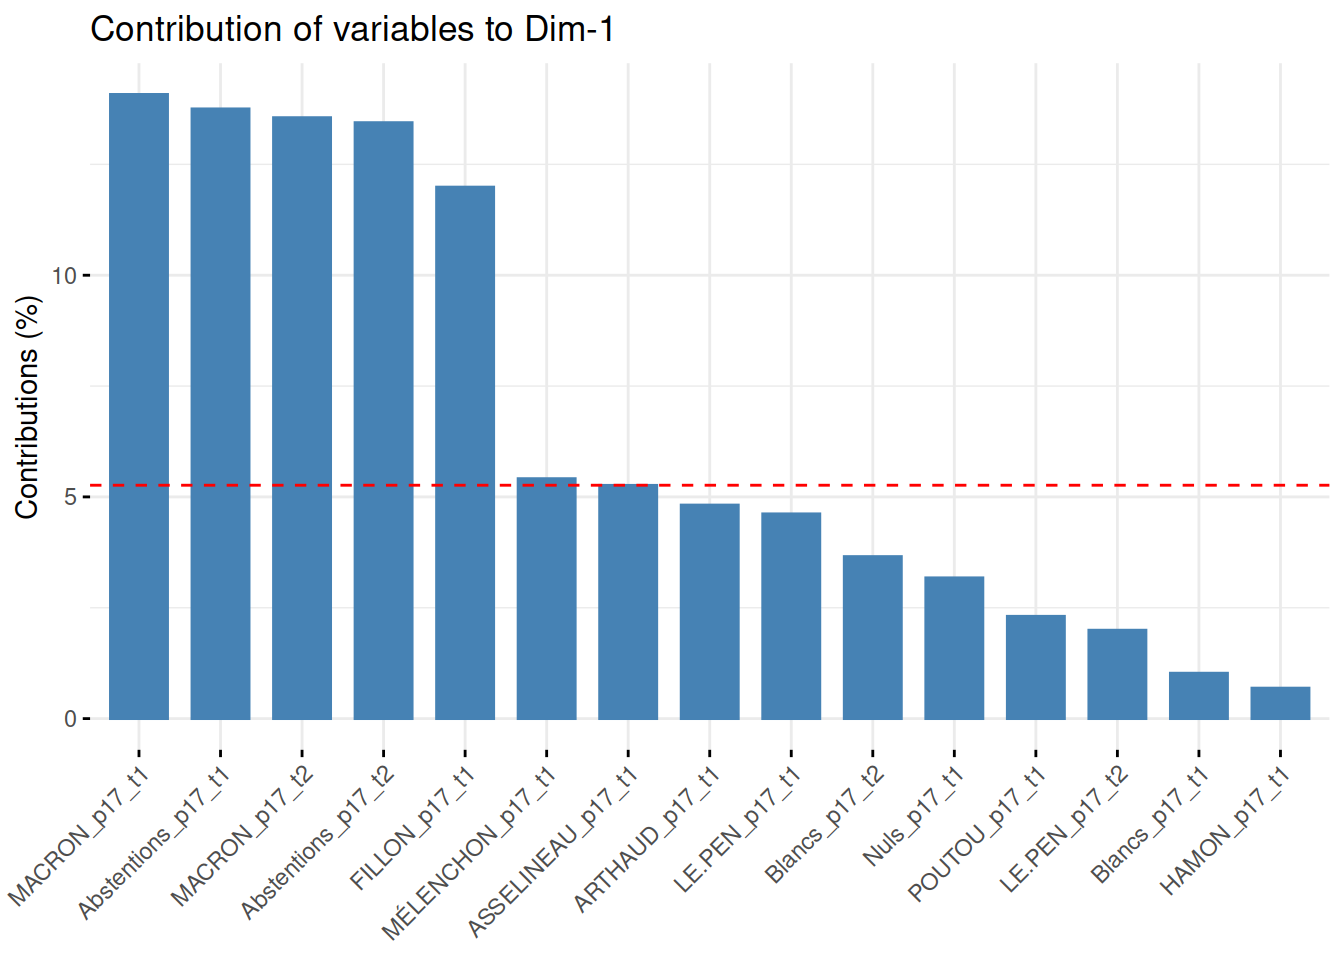 Contribution of variables to Dim-1
Contributions (%)
10
5
0
MACRON_p17_t1
Abstentions_p17_t1
MACRON_p17_t2
Abstentions_p17_t2
FILLON_p17_t1
MÉLENCHON_p17_t1
ASSELINEAU_p17_t1
ARTHAUD_p17_t1
LE.PEN_p17_t1
Blancs_p17_t2
Nuls_p17_t1
POUTOU_p17_t1
LE.PEN_p17_t2
Blancs_p17_t1
HAMON_p17_t1